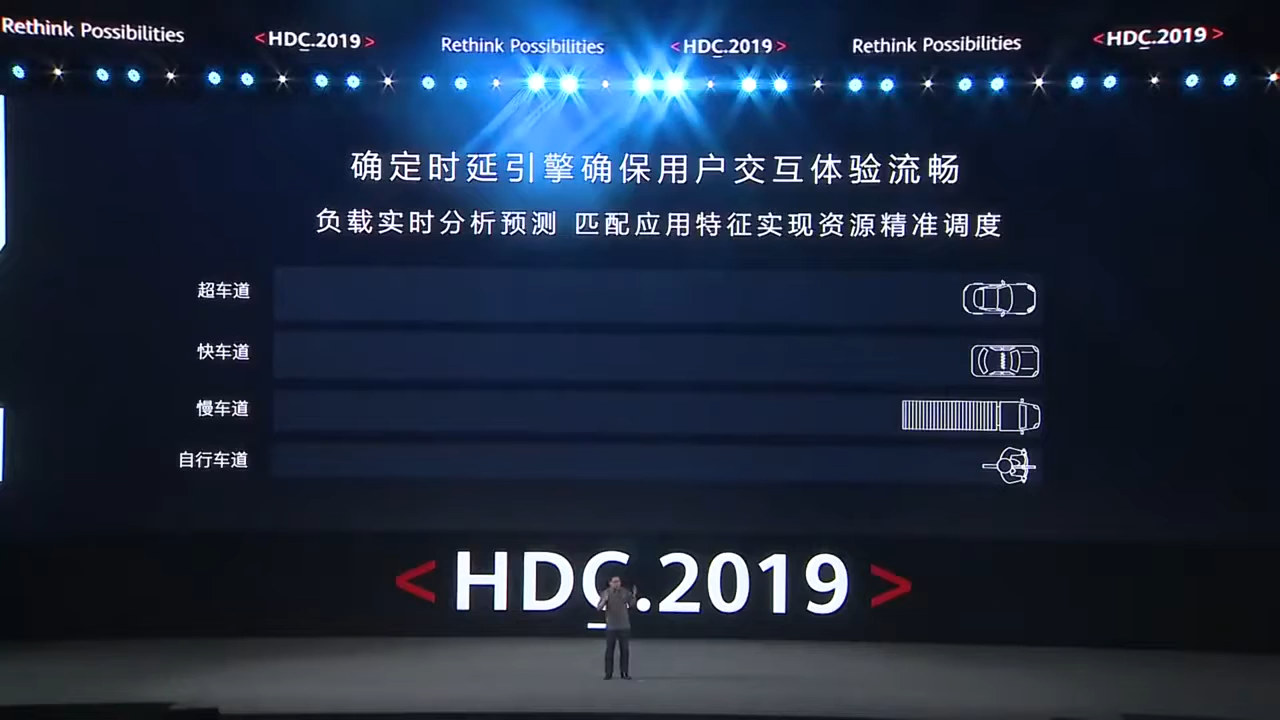 Rethink Possibilities <HDC.2019> Rethink Possibilities <HDC.2019> Rethink Possibilities <HDC.2019>
确定时延引擎确保用户交互体验流畅
负载实时分析预测 匹配应用特征实现资源精准调度
超车道
快车道
慢车道
自行车道
<HDC.2019>